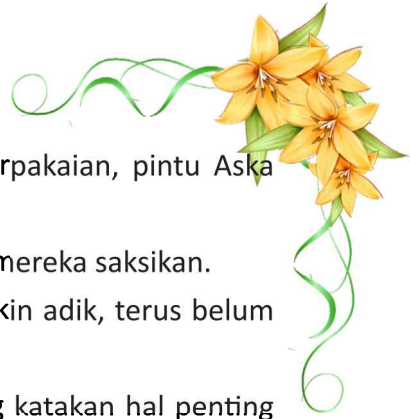 rpakaian, pintu Aska
mereka saksikan.
kin adik, terus belum
g katakan hal penting